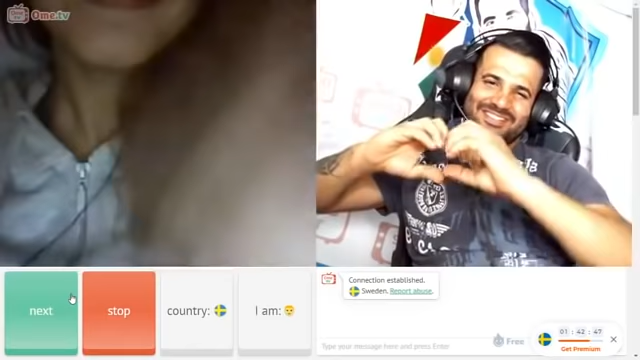 Ome.tv
next
stop
country:
I am:
Connection established.
Sweden. Report abuse.
Type your message here and press Enter
Free
01 : 42 : 47
Get Premium